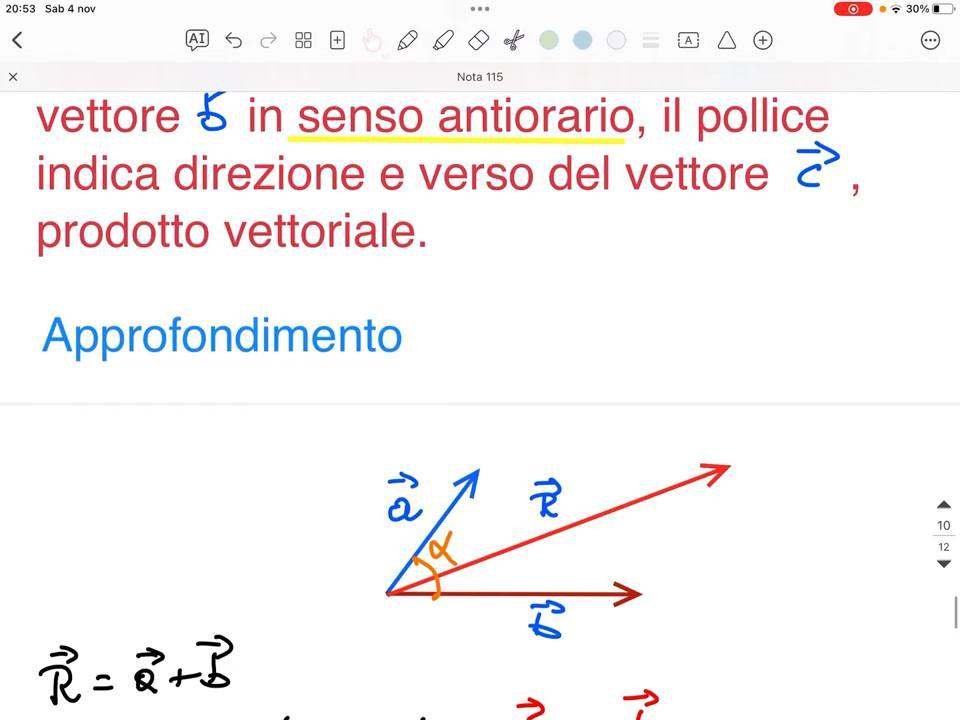 20:53 Sab 4 nov
30%
AI
A
Nota 115
vettore b in senso antiorario, il pollice
indica direzione e verso del vettore c⃗ ,
prodotto vettoriale.
Approfondimento
a⃗
R⃗
α
b⃗
R⃗ = a⃗ + b⃗
10
12